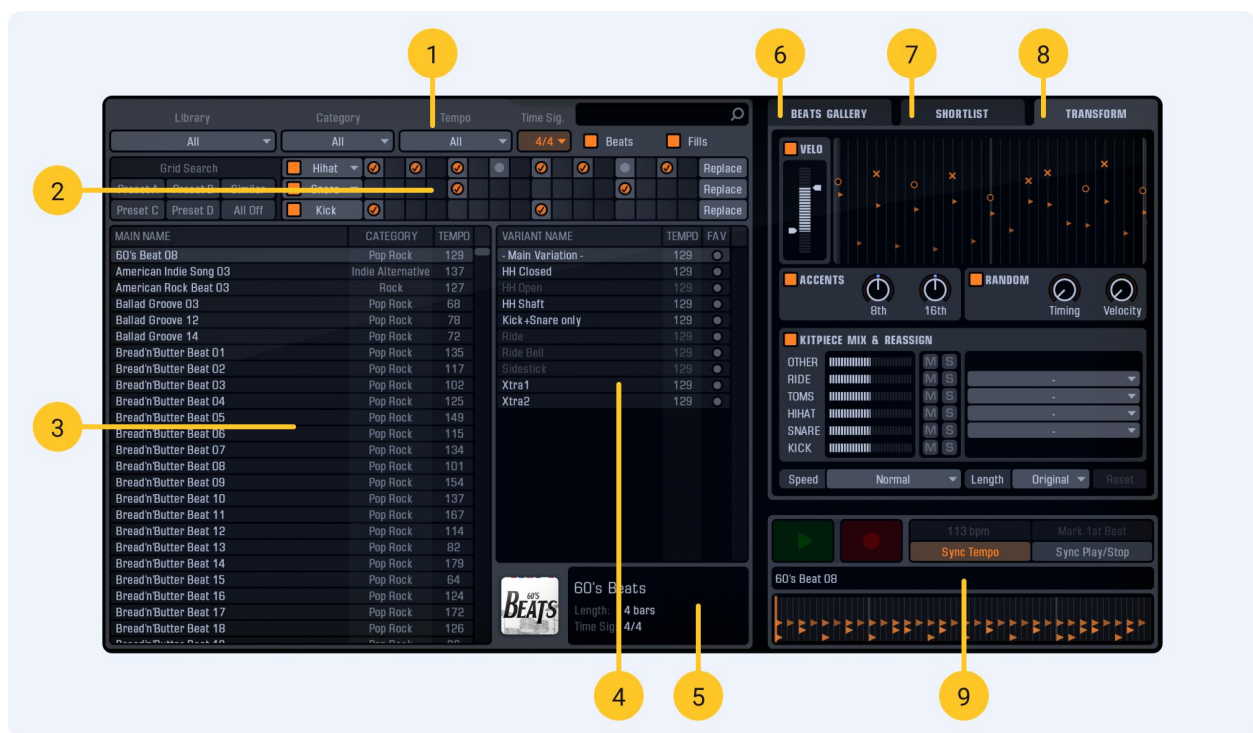 1
6
7
8
Library
Category
Tempo
Time Sig.
All
All
All
4/4
Beats
Fills
2
Grid Search
Hihat
Replace
Preset A Preset B Similar
Snare
Replace
Preset C Preset D All Off
Kick
Replace
MAIN NAME CATEGORY TEMPO
60's Beat 08 Pop Rock 129
American Indie Song 03 Indie Alternative 137
American Rock Beat 03 Rock 127
Ballad Groove 03 Pop Rock 68
Ballad Groove 12 Pop Rock 78
Ballad Groove 14 Pop Rock 72
Bread'n'Butter Beat 01 Pop Rock 135
Bread'n'Butter Beat 02 Pop Rock 117
Bread'n'Butter Beat 03 Pop Rock 102
Bread'n'Butter Beat 04 Pop Rock 125
Bread'n'Butter Beat 05 Pop Rock 149
3
Bread'n'Butter Beat 06 Pop Rock 115
Bread'n'Butter Beat 07 Pop Rock 134
Bread'n'Butter Beat 08 Pop Rock 101
Bread'n'Butter Beat 09 Pop Rock 154
Bread'n'Butter Beat 10 Pop Rock 137
Bread'n'Butter Beat 11 Pop Rock 167
Bread'n'Butter Beat 12 Pop Rock 114
Bread'n'Butter Beat 13 Pop Rock 82
Bread'n'Butter Beat 14 Pop Rock 179
Bread'n'Butter Beat 15 Pop Rock 64
Bread'n'Butter Beat 16 Pop Rock 124
Bread'n'Butter Beat 17 Pop Rock 172
Bread'n'Butter Beat 18 Pop Rock 126
VARIANT NAME TEMPO FAV
- Main Variation - 129
HH Closed 129
HH Open 129
HH Shaft 129
Kick+Snare only 129
Ride 129
Ride Bell 129
Sidestick 129
Xtra1 129
Xtra2 129
60'S
BEATS
60's Beats
Length: 4 bars
Time Sig: 4/4
4
5
BEATS GALLERY
SHORTLIST
TRANSFORM
VELO
ACCENTS
8th
16th
RANDOM
Timing
Velocity
KITPIECE MIX & REASSIGN
OTHER M S
RIDE M S -
TOMS M S -
HIHAT M S -
SNARE M S -
KICK M S
Speed Normal Length Original Reset
113 bpm Mark 1st Beat
Sync Tempo Sync Play/Stop
60's Beat 08
9